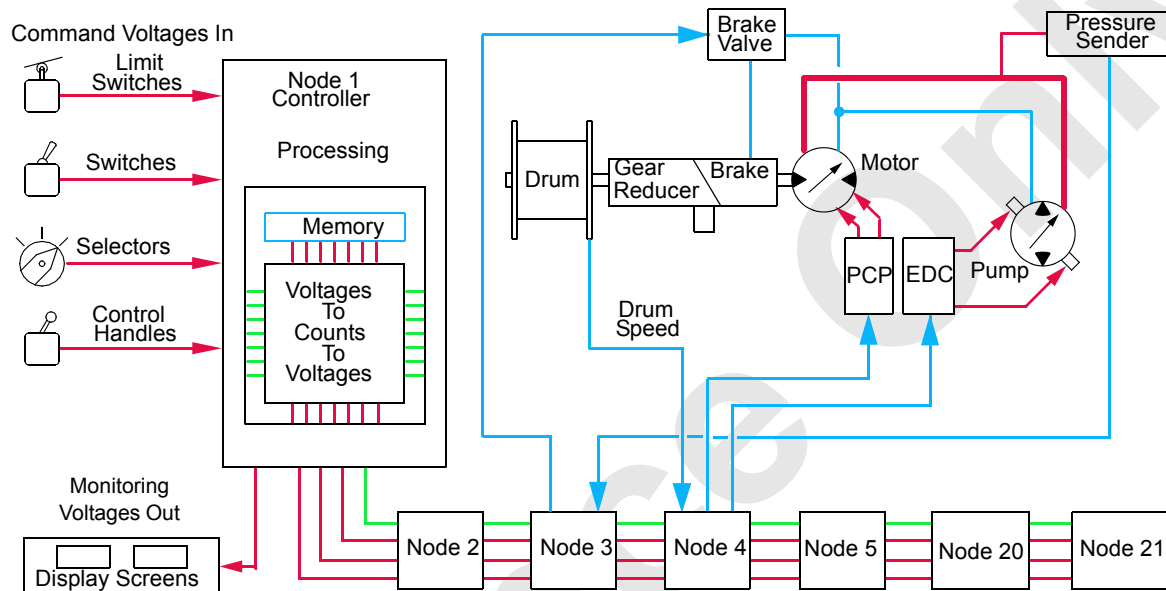 Command Voltages In
Limit
Switches
Switches
Selectors
Control
Handles
Node 1
Controller
Processing
Memory
Voltages
To
Counts
To
Voltages
Monitoring
Voltages Out
Display Screens
Brake
Valve
Pressure
Sender
Drum
Gear
Reducer
Brake
Motor
PCP
EDC
Pump
Drum
Speed
Node 2
Node 3
Node 4
Node 5
Node 20
Node 21